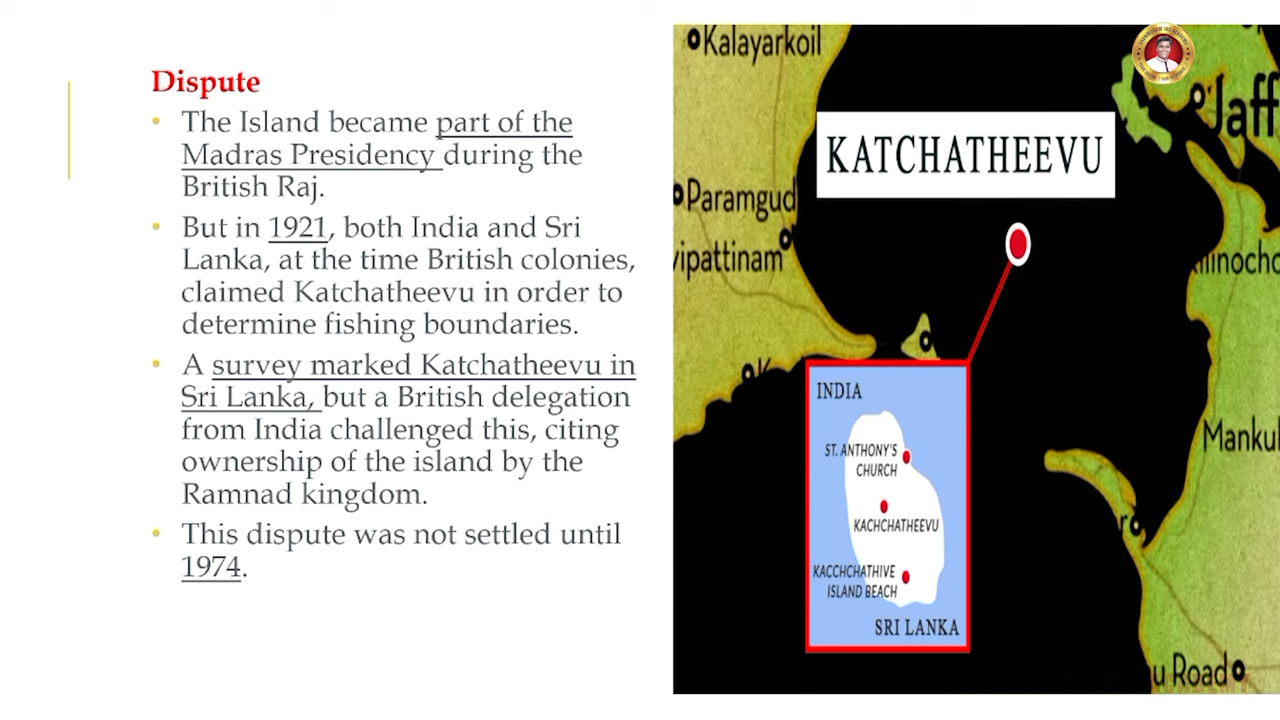 Dispute
• The Island became part of the
Madras Presidency during the
British Raj.
• But in 1921, both India and Sri
Lanka, at the time British colonies,
claimed Katchatheevu in order to
determine fishing boundaries.
• A survey marked Katchatheevu in
Sri Lanka, but a British delegation
from India challenged this, citing
ownership of the island by the
Ramnad kingdom.
• This dispute was not settled until
1974.
Kalayarkoil
Jaff
KATCHATHEEVU
Paramgud
vipattinam
linocho
INDIA
ST. ANTHONY'S
CHURCH
KACHCHATHEEVU
KACCHCHATHIVE
ISLAND BEACH
SRI LANKA
Mankul
u Road